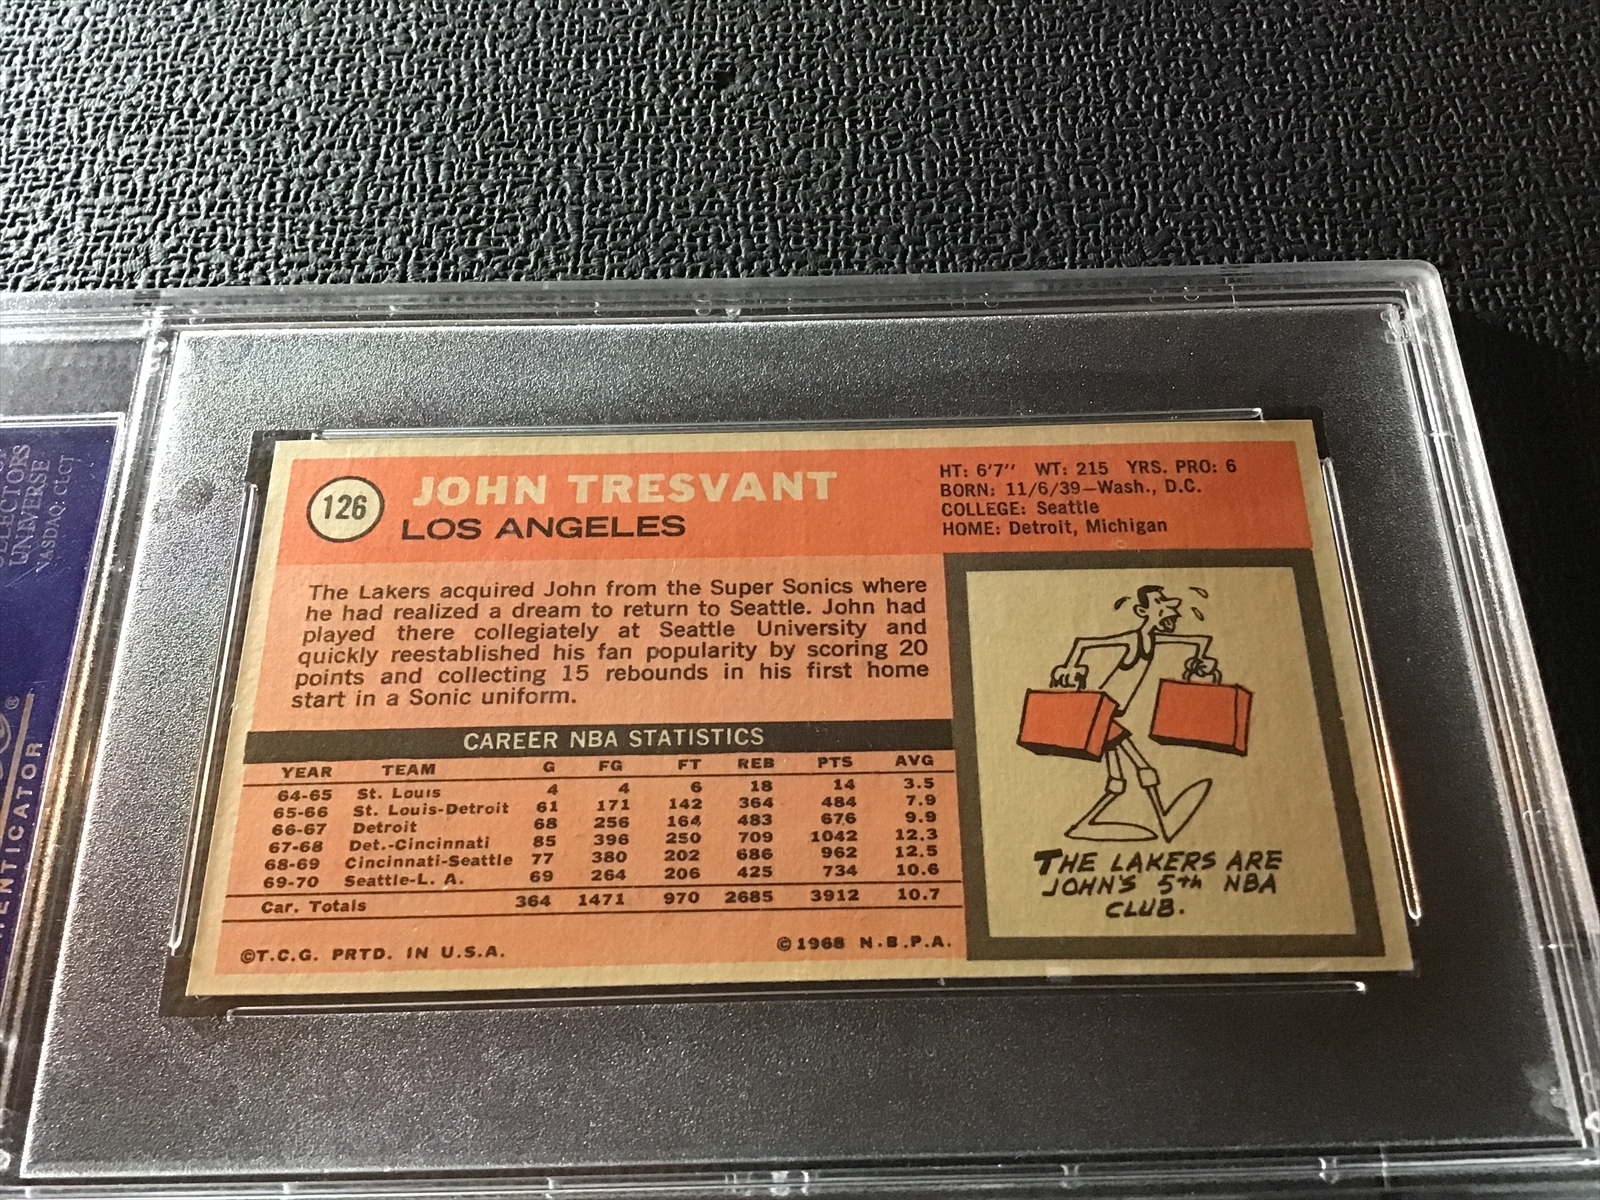 COLLECTORS
UNIVERSE
NASDAQ: CLCT
®
126
JOHN TRESVANT
LOS ANGELES
HT: 6'7" WT: 215 YRS. PRO: 6
BORN: 11/6/39—Wash., D.C.
COLLEGE: Seattle
HOME: Detroit, Michigan
The Lakers acquired John from the Super Sonics where
he had realized a dream to return to Seattle. John had
played there collegiately at Seattle University and
quickly reestablished his fan popularity by scoring 20
points and collecting 15 rebounds in his first home
start in a Sonic uniform.
CAREER NBA STATISTICS
YEAR TEAM G FG FT REB PTS AVG
64-65 St. Louis 4 4 6 18 14 3.5
65-66 St. Louis-Detroit 61 171 142 364 484 7.9
66-67 Detroit 68 256 164 483 676 9.9
67-68 Det.-Cincinnati 85 396 250 709 1042 12.3
68-69 Cincinnati-Seattle 77 380 202 686 962 12.5
69-70 Seattle-L. A. 69 264 206 425 734 10.6
Car. Totals 364 1471 970 2685 3912 10.7
©T.C.G. PRTD. IN U.S.A.
©1968 N.B.P.A.
THE LAKERS ARE
JOHN'S 5th NBA
CLUB.